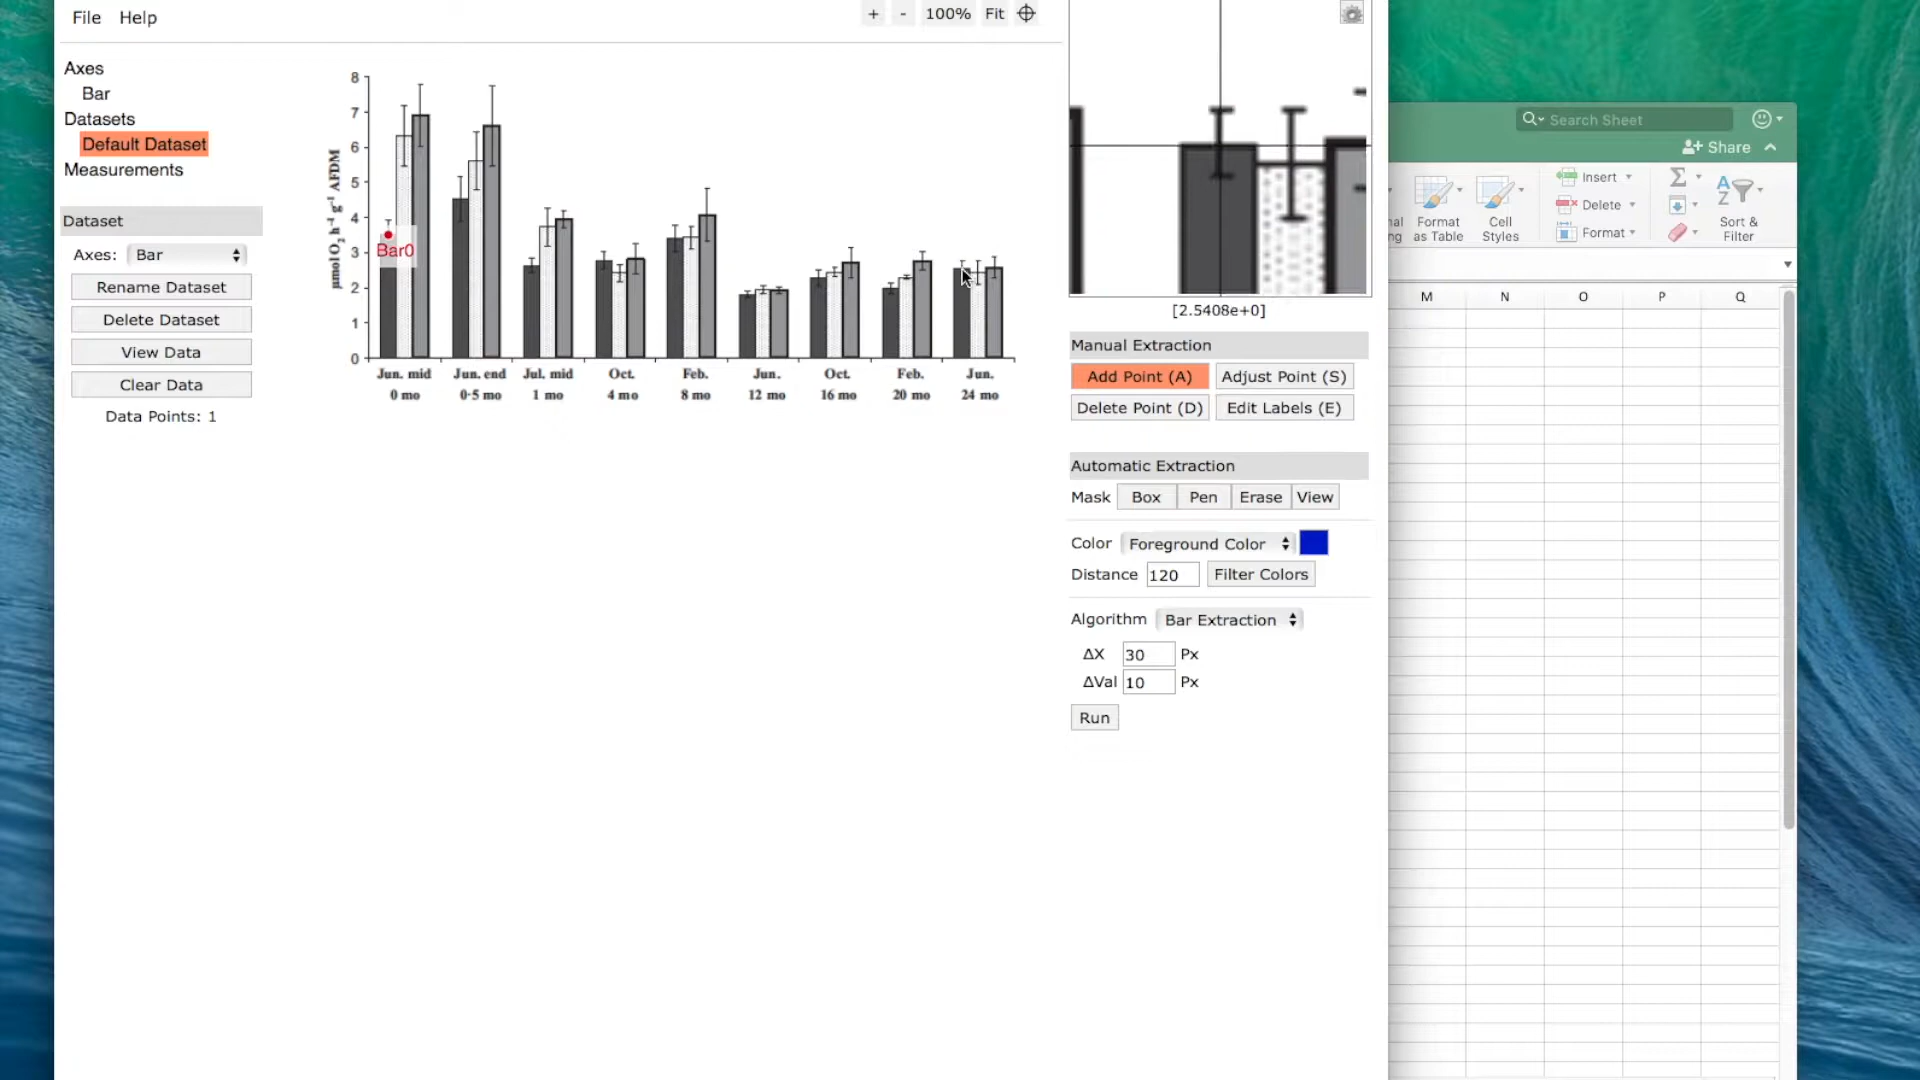 File Help
+ - 100% Fit
Axes
Bar
Datasets
Default Dataset
Measurements
Dataset
Axes: Bar
Rename Dataset
Delete Dataset
View Data
Clear Data
Data Points: 1
µmol O2 h⁻¹ g⁻¹ AFDM
8
7
6
5
4
3
2
1
0
Bar0
Jun. mid Jun. end Jul. mid Oct. Feb. Jun. Oct. Feb. Jun.
0 mo 0·5 mo 1 mo 4 mo 8 mo 12 mo 16 mo 20 mo 24 mo
[2.5408e+0]
Manual Extraction
Add Point (A) Adjust Point (S)
Delete Point (D) Edit Labels (E)
Automatic Extraction
Mask Box Pen Erase View
Color Foreground Color
Distance 120 Filter Colors
Algorithm Bar Extraction
ΔX 30 Px
ΔVal 10 Px
Run
Search Sheet
Share
Format as Table
Cell Styles
Insert
Delete
Format
Sort & Filter
M N O P Q